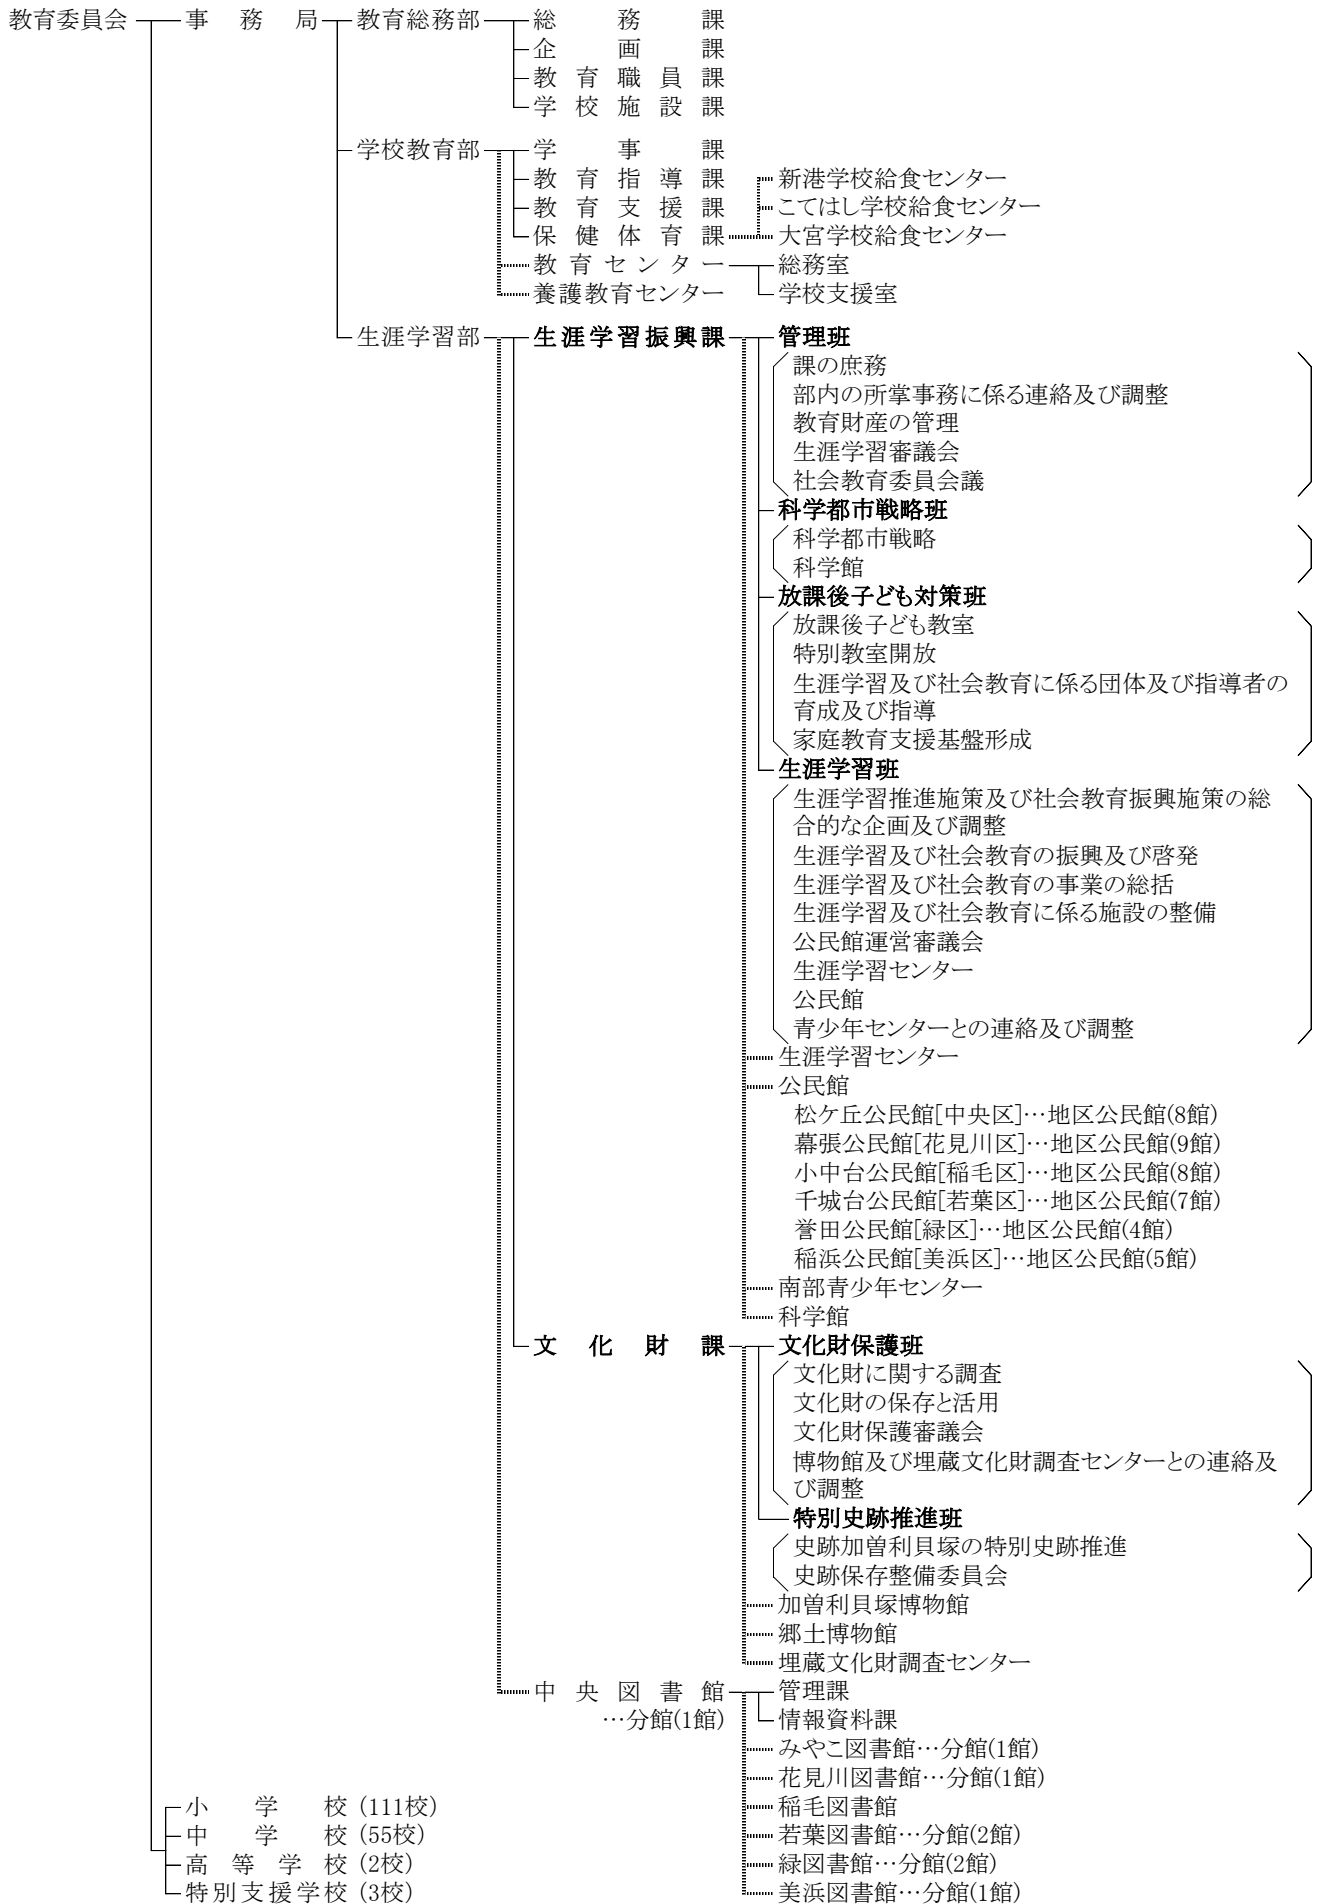 教育委員会 事務局 教育総務部 総務課
企画課
教育職員課
学校施設課
学校教育部 学事課
教育指導課 新港学校給食センター
教育支援課 こてはし学校給食センター
保健体育課 大宮学校給食センター
教育センター 総務室
養護教育センター 学校支援室
生涯学習部 生涯学習振興課 管理班
課の庶務
部内の所掌事務に係る連絡及び調整
教育財産の管理
生涯学習審議会
社会教育委員会議
科学都市戦略班
科学都市戦略
科学館
放課後子ども対策班
放課後子ども教室
特別教室開放
生涯学習及び社会教育に係る団体及び指導者の
育成及び指導
家庭教育支援基盤形成
生涯学習班
生涯学習推進施策及び社会教育振興施策の総
合的な企画及び調整
生涯学習及び社会教育の振興及び啓発
生涯学習及び社会教育の事業の総括
生涯学習及び社会教育に係る施設の整備
公民館運営審議会
生涯学習センター
公民館
青少年センターとの連絡及び調整
生涯学習センター
公民館
松ケ丘公民館[中央区]…地区公民館(8館)
幕張公民館[花見川区]…地区公民館(9館)
小中台公民館[稲毛区]…地区公民館(8館)
千城台公民館[若葉区]…地区公民館(7館)
誉田公民館[緑区]…地区公民館(4館)
稲浜公民館[美浜区]…地区公民館(5館)
南部青少年センター
科学館
文化財課 文化財保護班
文化財に関する調査
文化財の保存と活用
文化財保護審議会
博物館及び埋蔵文化財調査センターとの連絡及
び調整
特別史跡推進班
史跡加曽利貝塚の特別史跡推進
史跡保存整備委員会
加曽利貝塚博物館
郷土博物館
埋蔵文化財調査センター
中央図書館 管理課
…分館(1館) 情報資料課
みやこ図書館…分館(1館)
花見川図書館…分館(1館)
小学校 (111校) 稲毛図書館
中学校 (55校) 若葉図書館…分館(2館)
高等学校 (2校) 緑図書館…分館(2館)
特別支援学校 (3校) 美浜図書館…分館(1館)